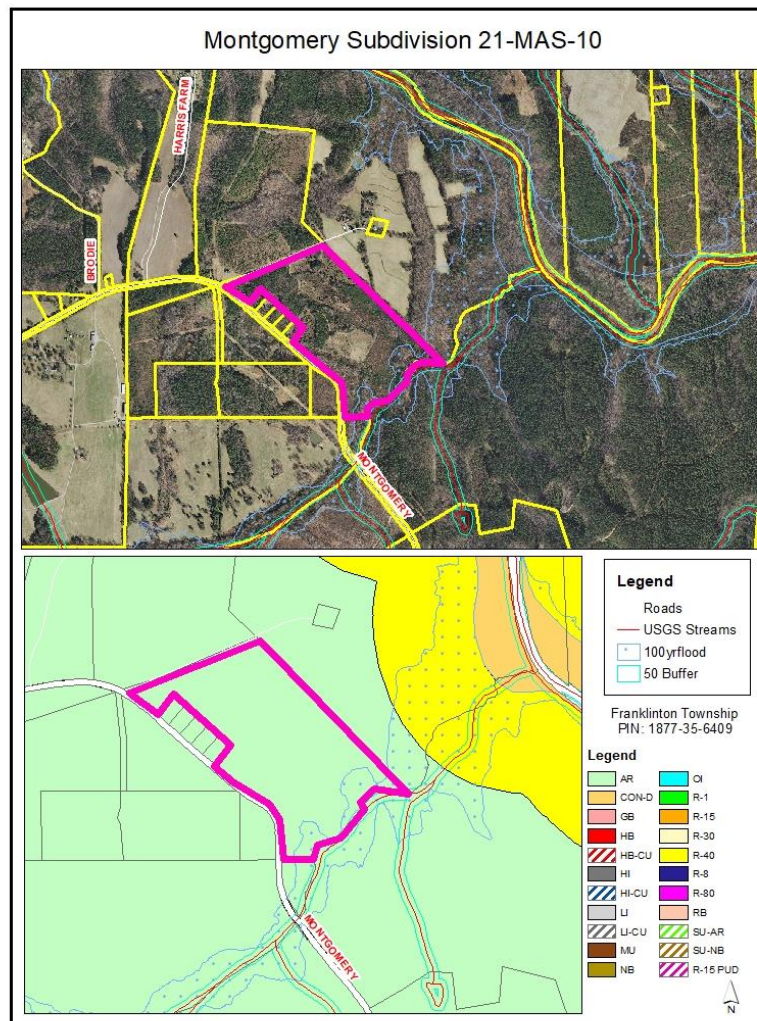 Montgomery Subdivision 21-MAS-10
HARRIS FARM
BRODIE
MONTGOMERY
MONTGOMERY
Legend
Roads
USGS Streams
100yrflood
50 Buffer
Franklinton Township
PIN: 1877-35-6409
Legend
AR
CON-D
GB
HB
HB-CU
HI
HI-CU
LI
LI-CU
MU
NB
OI
R-1
R-15
R-30
R-40
R-8
R-80
RB
SU-AR
SU-NB
R-15 PUD
N